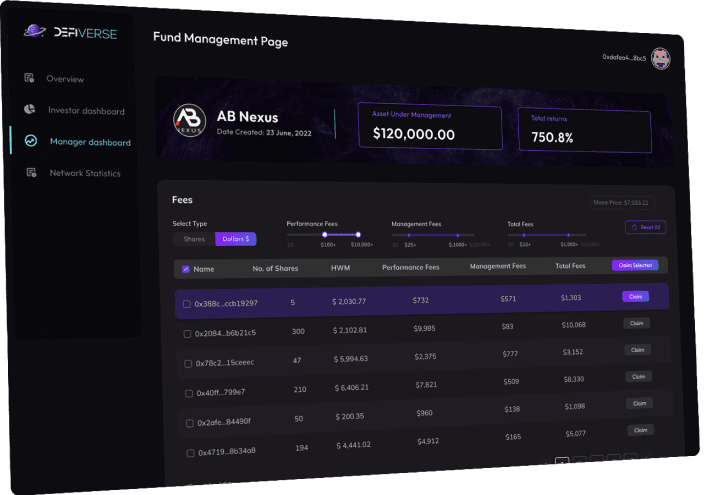 DEFIVERSE
Fund Management Page
0xdafea4...8bc5
Overview
Investor dashboard
Manager dashboard
Network Statistics
AB
NEXUS
AB Nexus
Date Created: 23 June, 2022
Asset Under Management
$120,000.00
Total returns
750.8%
Fees
Share Price: $7,033.22
Select Type
Shares
Dollars $
Performance Fees
$0 $100+ $10,000+
Management Fees
$0 $25+ $,1000+ $10,000+
Total Fees
$0 $10+ $1,000+
Reset All
Name No. of Shares HWM Performance Fees Management Fees Total Fees Claim Selected
0x388c...ccb19297 5 $ 2,030.77 $732 $571 $1,303 Claim
0x2084...b6b21c5 300 $ 2,102.81 $9,985 $83 $10,068 Claim
0x78c2...15ceeec 47 $ 5,994.63 $2,375 $777 $3,152 Claim
0x40ff...799e7 210 $ 6,406.21 $7,821 $509 $8,330 Claim
0x2afe...84490f 50 $ 200.35 $960 $138 $1,098 Claim
0x4719...8b34a8 194 $ 4,441.02 $4,912 $165 $5,077 Claim